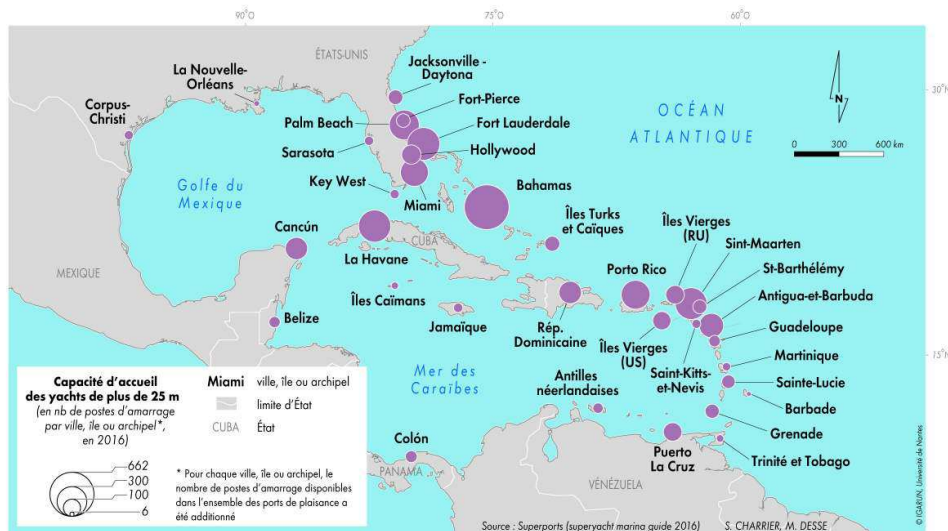 90°
75°
60°
ÉTATS-UNIS
Jacksonville -
Daytona
La Nouvelle-
Orléans
30°
Fort-Pierce
Corpus-
Christi
Palm Beach
Fort Lauderdale
OCÉAN
ATLANTIQUE
N
Sarasota
Hollywood
0 300 600 km
Golfe du
Mexique
Key West
Bahamas
Miami
Îles Turks
et Caïques
Îles Vierges
(RU)
Cancún
Sint-Maarten
CUBA
La Havane
Porto Rico
St-Barthélémy
MEXIQUE
Antigua-et-Barbuda
Îles Caïmans
Belize
Jamaïque
Rép.
Dominicaine
Guadeloupe
Îles Vierges
(US)
15°
Saint-Kitts-
et-Nevis
Martinique
Mer des
Caraïbes
Antilles
néerlandaises
Sainte-Lucie
Barbade
Grenade
Colón
Puerto
La Cruz
Trinité et Tobago
PANAMA
VÉNÉZUELA
Capacité d'accueil
des yachts de plus de 25 m
(en nb de postes d'amarrage
par ville, île ou archipel*,
en 2016)
662
300
100
6
Miami ville, île ou archipel
limite d'État
CUBA État
* Pour chaque ville, île ou archipel, le
nombre de postes d'amarrage disponibles
dans l'ensemble des ports de plaisance a
été additionné
Source : Superports (superyacht marina guide 2016)
S. CHARRIER, M. DESSE
© IGARUN, Université de Nantes